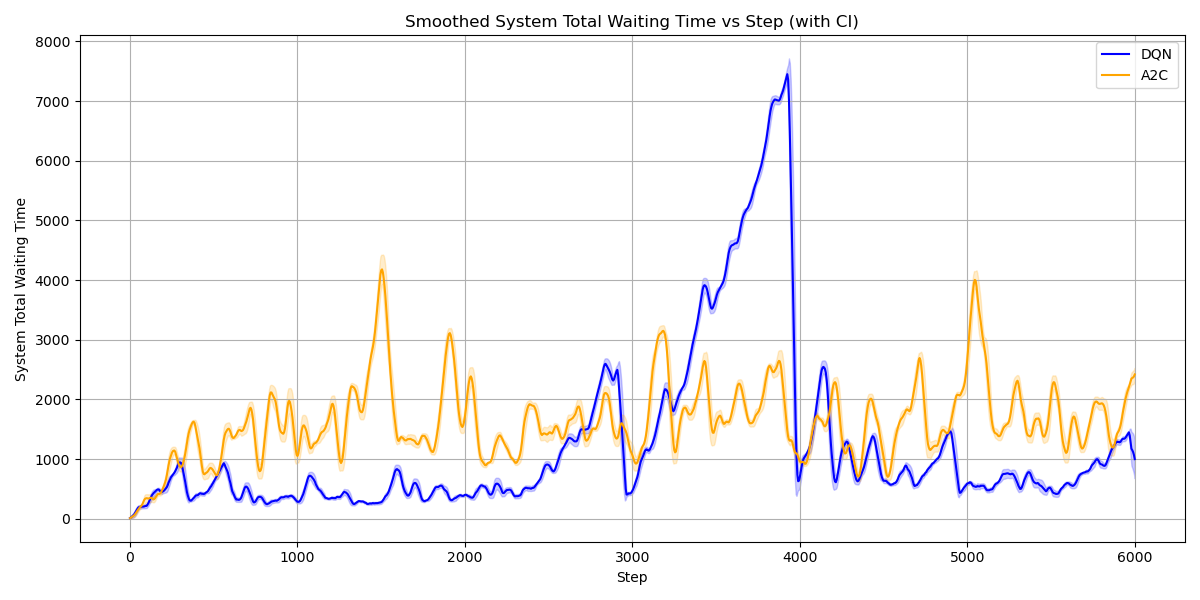 Smoothed System Total Waiting Time vs Step (with CI)
System Total Waiting Time
8000
7000
6000
5000
4000
3000
2000
1000
0
DQN
A2C
0 1000 2000 3000 4000 5000 6000
Step